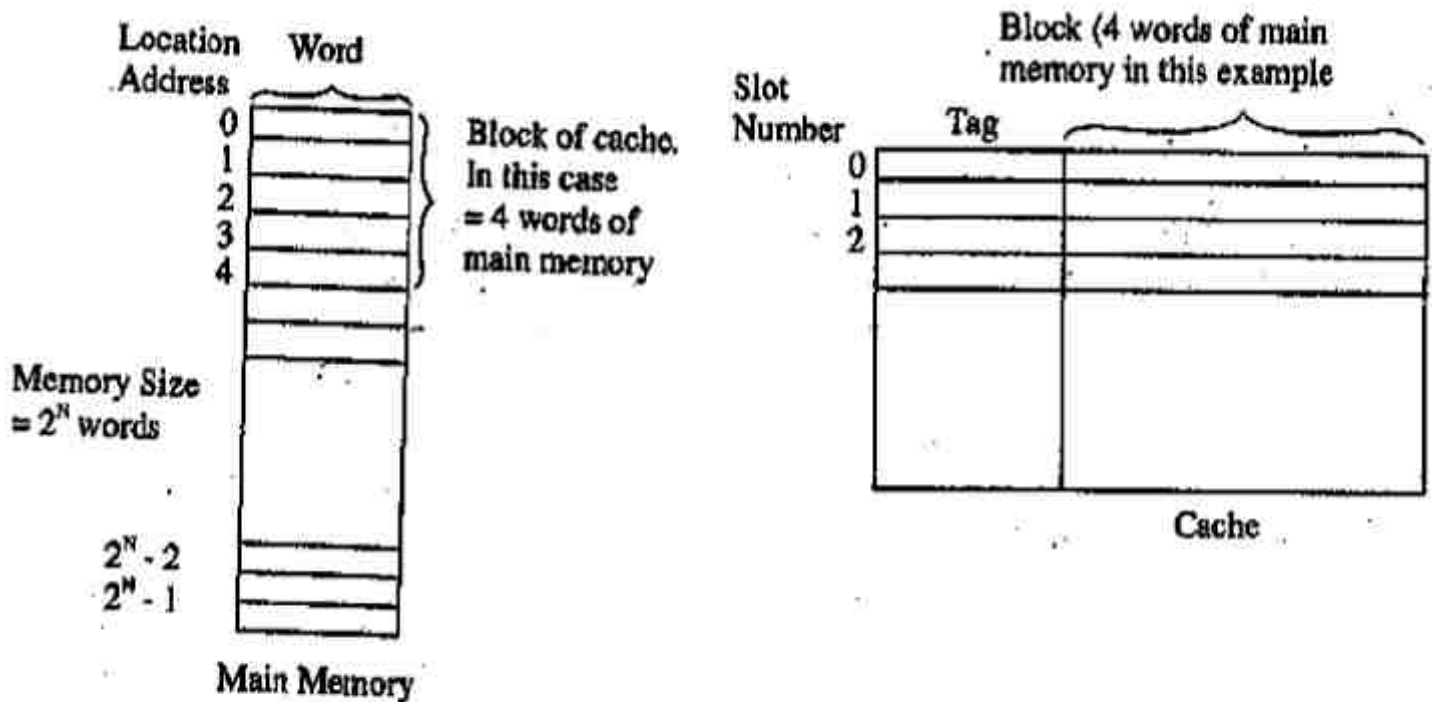 Location
Address
Word
0
1
2
3
4
Block of cache.
In this case
= 4 words of
main memory
Memory Size
= 2^N words
2^N - 2
2^N - 1
Main Memory
Block (4 words of main
memory in this example
Slot
Number
Tag
0
1
2
Cache